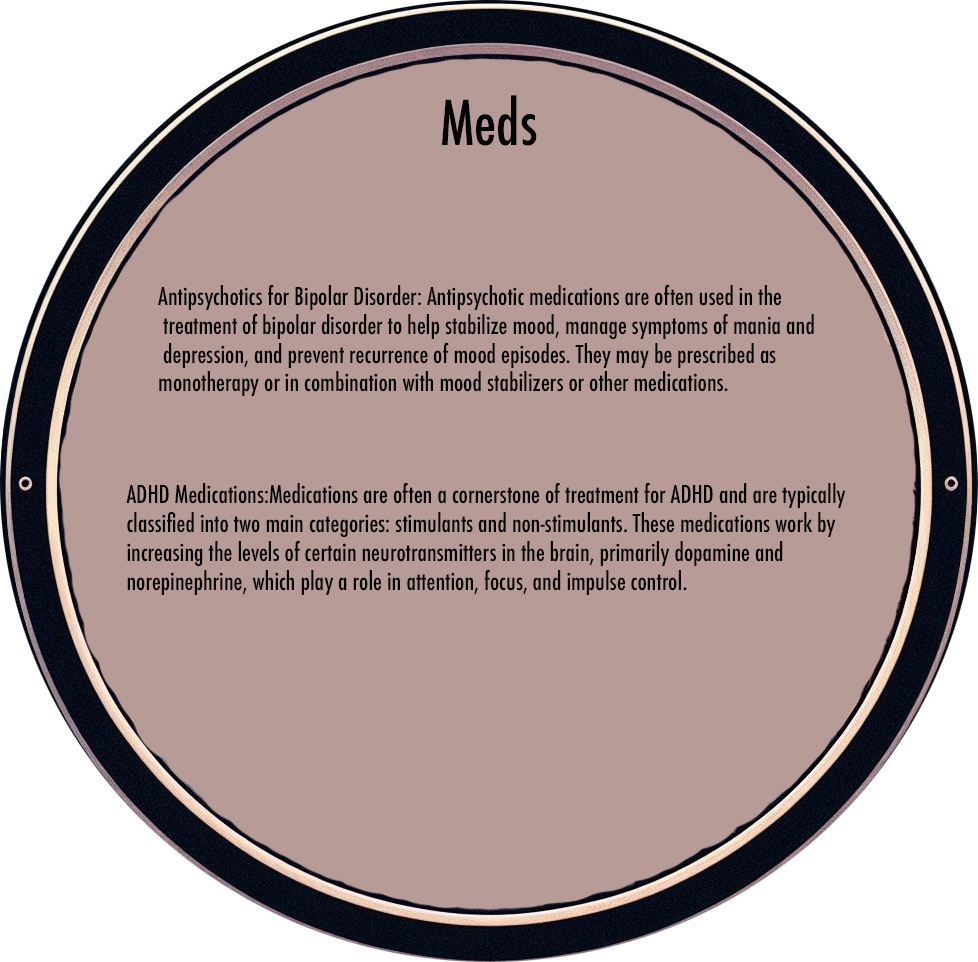 Meds
Antipsychotics for Bipolar Disorder: Antipsychotic medications are often used in the
treatment of bipolar disorder to help stabilize mood, manage symptoms of mania and
depression, and prevent recurrence of mood episodes. They may be prescribed as
monotherapy or in combination with mood stabilizers or other medications.
ADHD Medications:Medications are often a cornerstone of treatment for ADHD and are typically
classified into two main categories: stimulants and non-stimulants. These medications work by
increasing the levels of certain neurotransmitters in the brain, primarily dopamine and
norepinephrine, which play a role in attention, focus, and impulse control.